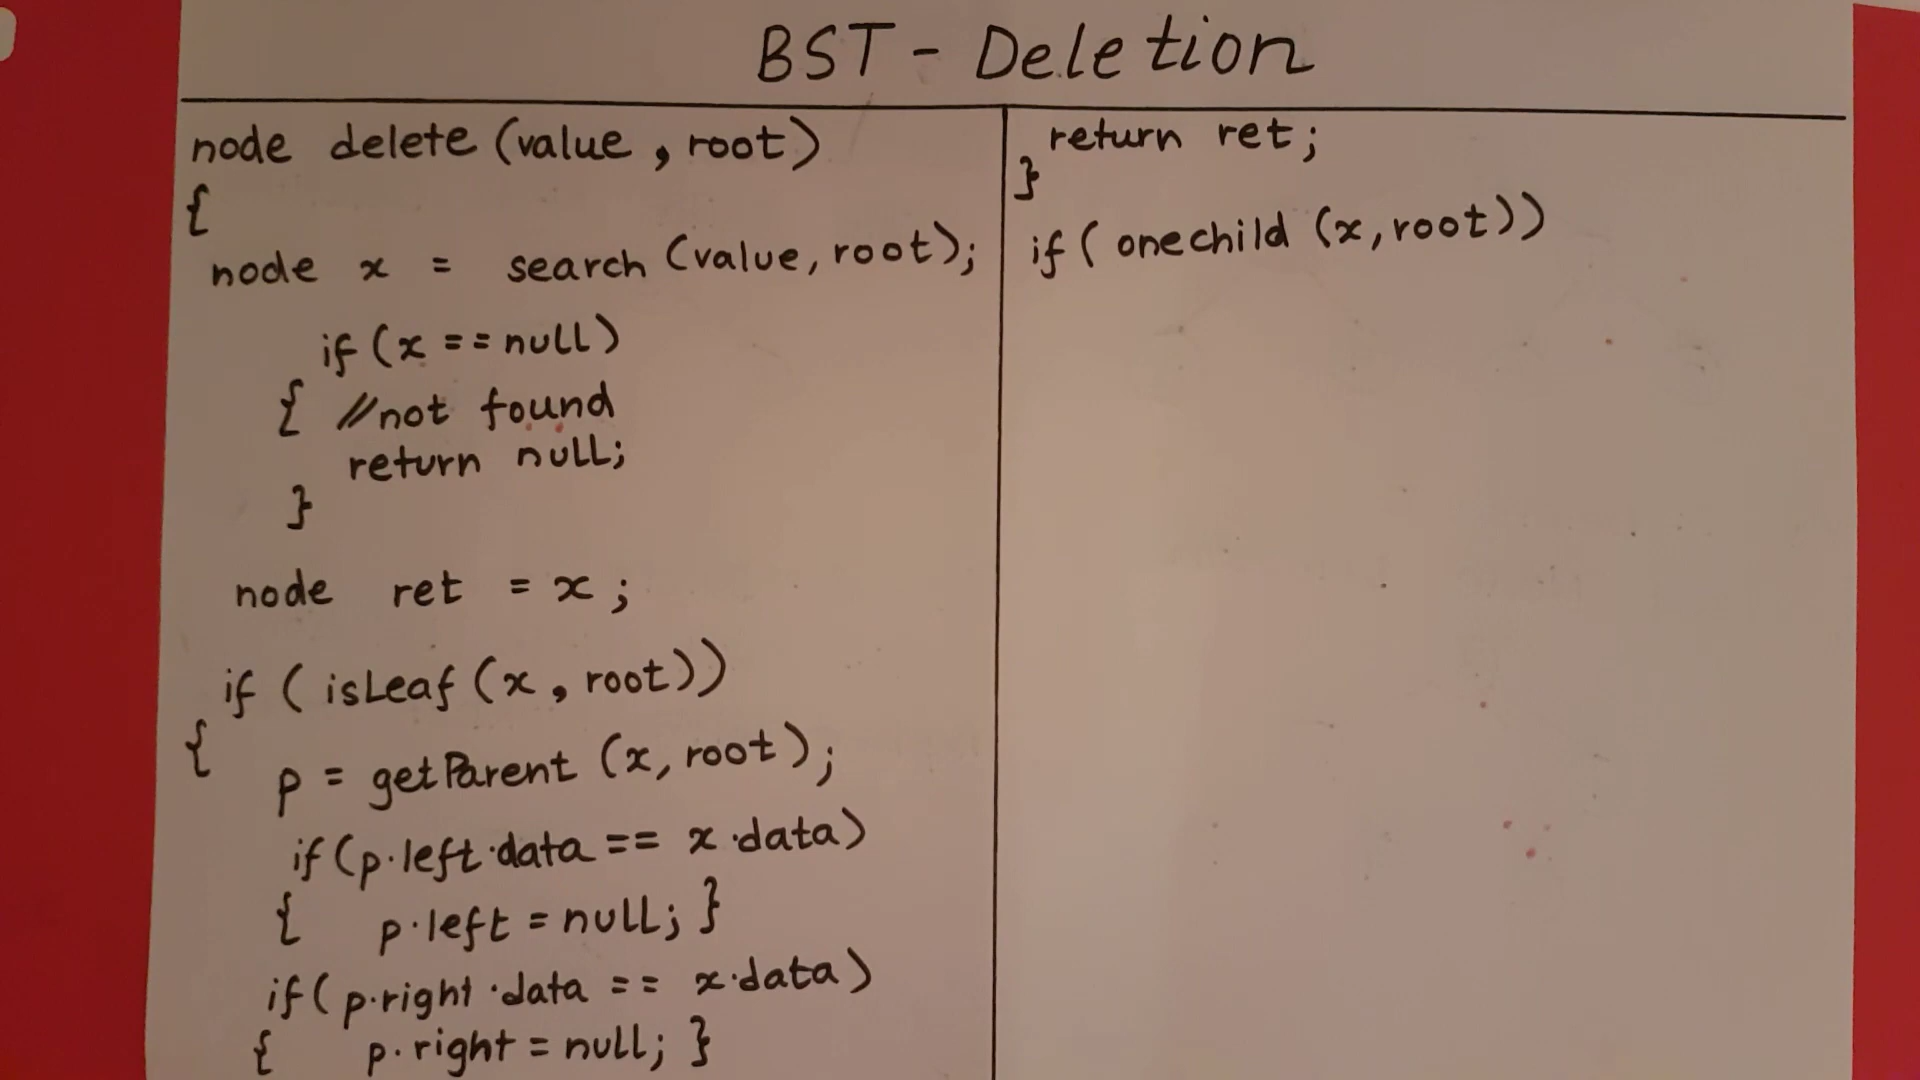 BST - Deletion
node delete (value , root)
{
node x = search (value, root);
if (x == null)
{ //not found
return null;
}
node ret = x ;
if ( isLeaf (x , root))
{
p = getParent (x, root);
if (p.left.data == x.data)
{ p.left = null; }
if ( p.right.data == x.data)
{ p.right = null; }
return ret;
}
if ( onechild (x, root))